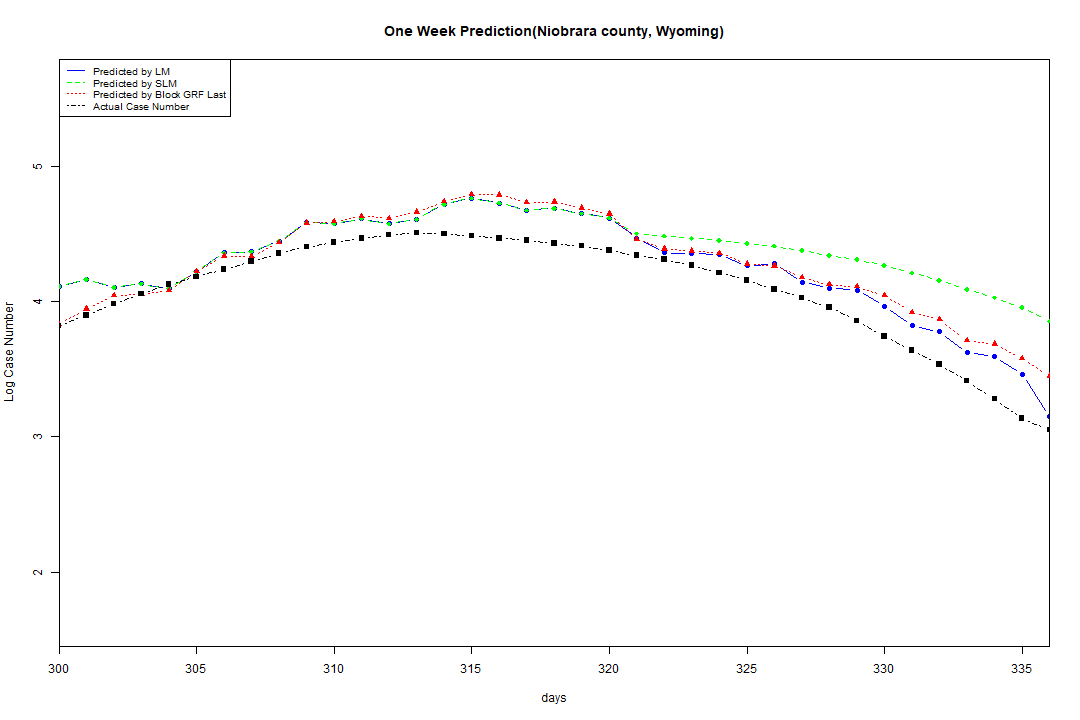 One Week Prediction(Niobrara county, Wyoming)
Predicted by LM
Predicted by SLM
Predicted by Block GRF Last
Actual Case Number
5
4
3
2
Log Case Number
300 305 310 315 320 325 330 335
days